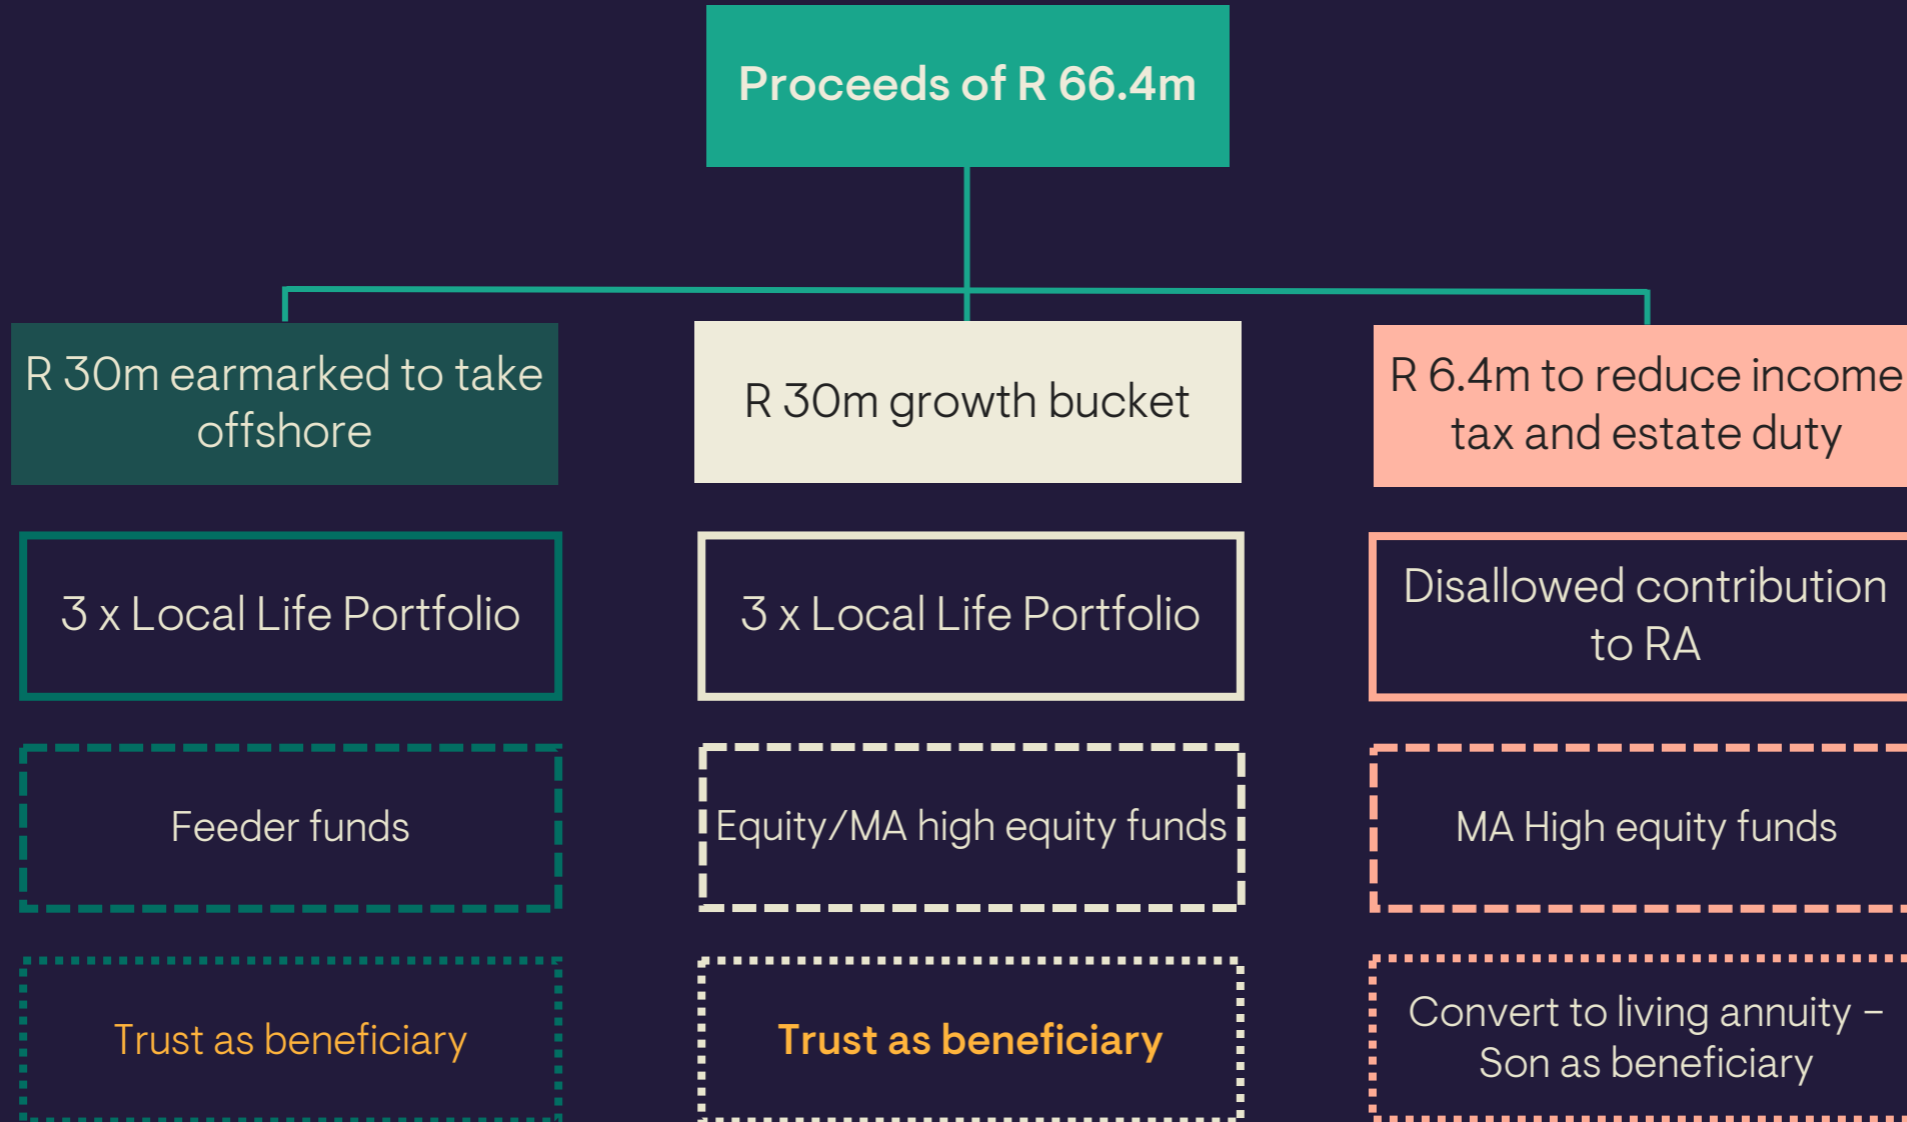 Proceeds of R 66.4m
R 30m earmarked to take
offshore
R 30m growth bucket
R 6.4m to reduce income
tax and estate duty
3 x Local Life Portfolio
3 x Local Life Portfolio
Disallowed contribution
to RA
Feeder funds
Equity/MA high equity funds
MA High equity funds
Trust as beneficiary
Trust as beneficiary
Convert to living annuity –
Son as beneficiary